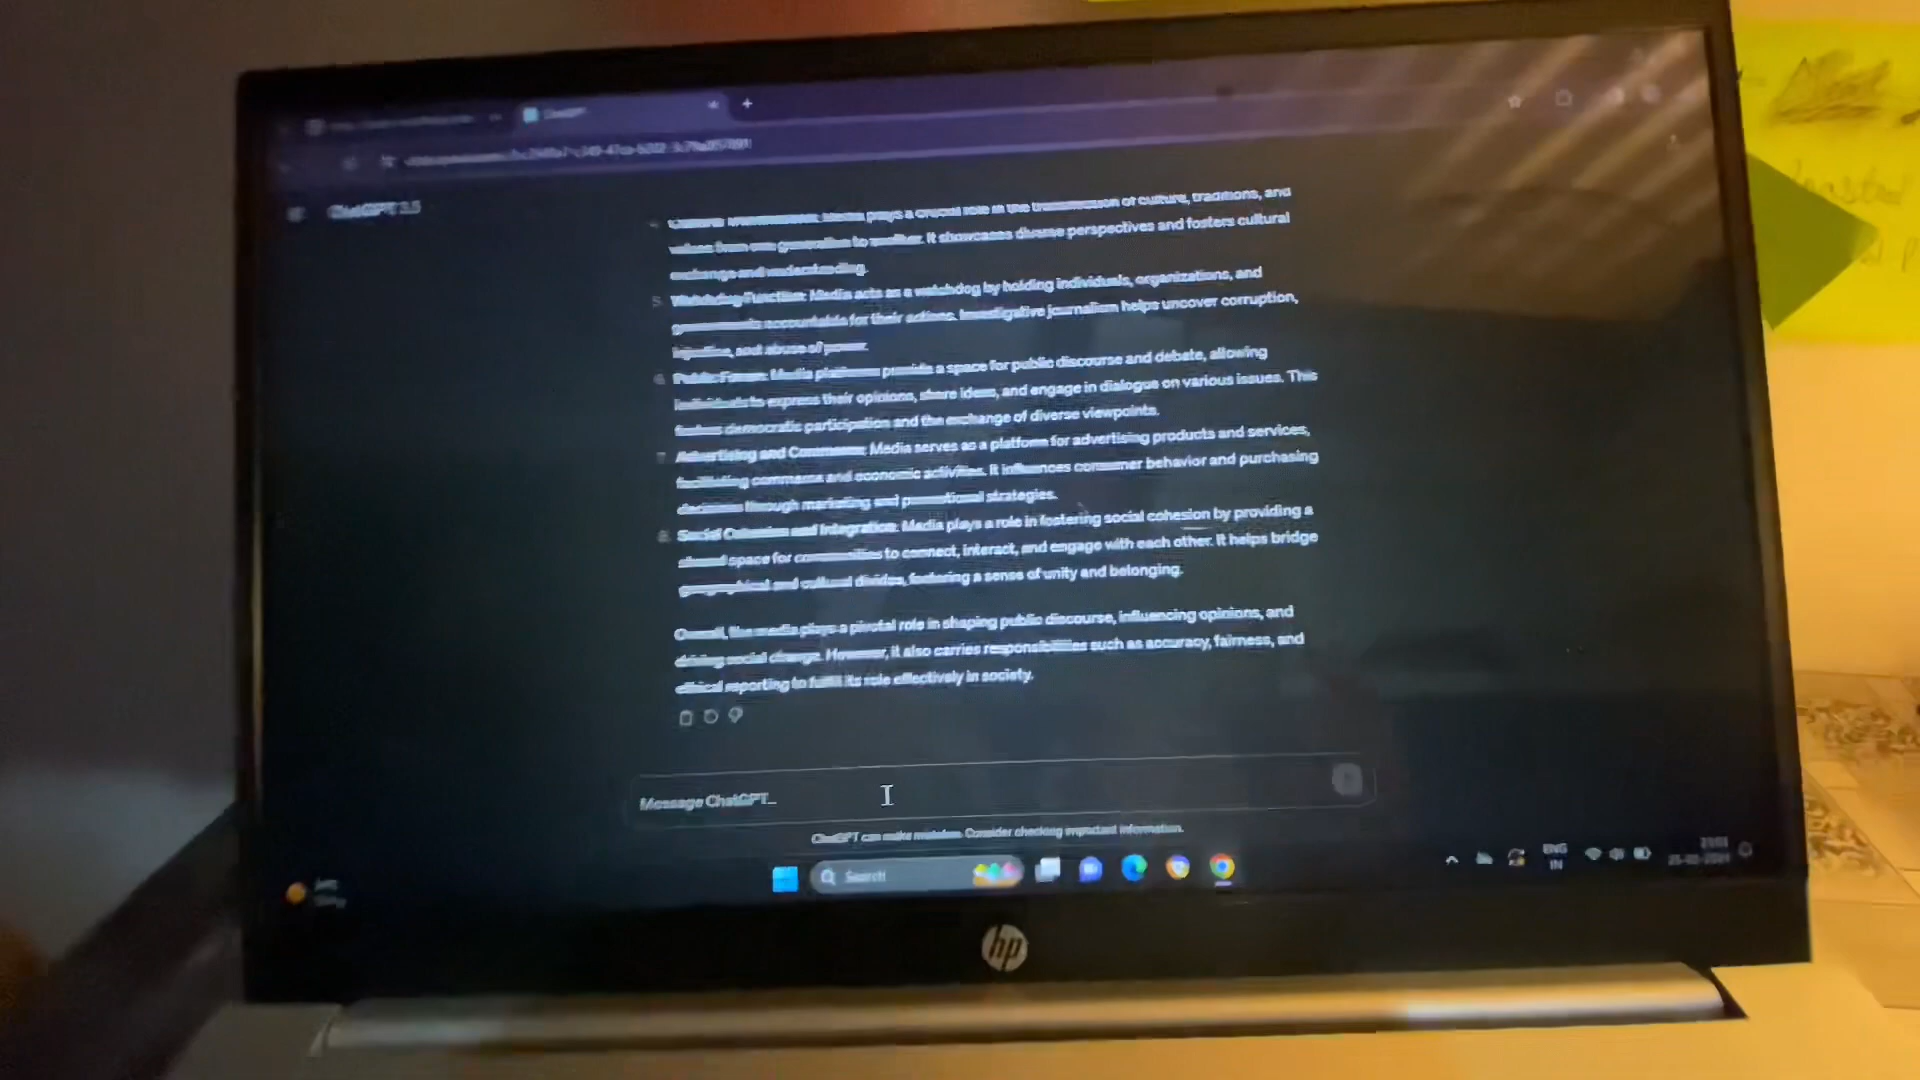 ChatGPT
ChatGPT 3.5
Media plays a crucial role in the transmission of culture, traditions, and
values from one generation to another. It showcases diverse perspectives and fosters cultural
exchange and understanding.
5. Watchdog Function: Media acts as a watchdog by holding individuals, organizations, and
governments accountable for their actions. Investigative journalism helps uncover corruption,
injustice, and abuse of power.
6. Public Forum: Media platforms provide a space for public discourse and debate, allowing
individuals to express their opinions, share ideas, and engage in dialogue on various issues. This
fosters democratic participation and the exchange of diverse viewpoints.
7. Advertising and Commerce: Media serves as a platform for advertising products and services,
facilitating commerce and economic activities. It influences consumer behavior and purchasing
decisions through marketing and promotional strategies.
8. Social Cohesion and Integration: Media plays a role in fostering social cohesion by providing a
shared space for communities to connect, interact, and engage with each other. It helps bridge
geographical and cultural divides, fostering a sense of unity and belonging.
Overall, the media plays a pivotal role in shaping public discourse, influencing opinions, and
driving social change. However, it also carries responsibilities such as accuracy, fairness, and
ethical reporting to fulfill its role effectively in society.
Message ChatGPT...
ChatGPT can make mistakes. Consider checking important information.
Search
ENG
IN
hp